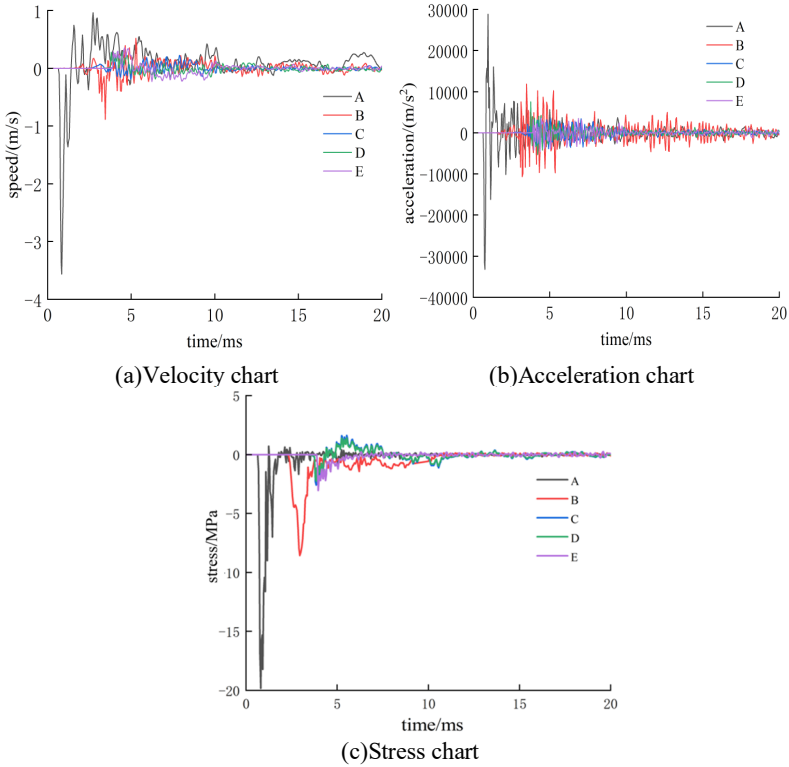 1
0
−1
−2
−3
−4
speed/(m/s)
0 5 10 15 20
time/ms
A
B
C
D
E
(a)Velocity chart
30000
20000
10000
0
−10000
−20000
−30000
−40000
acceleration/(m/s²)
0 5 10 15 20
time/ms
A
B
C
D
E
(b)Acceleration chart
5
0
−5
−10
−15
−20
stress/MPa
0 5 10 15 20
time/ms
A
B
C
D
E
(c)Stress chart